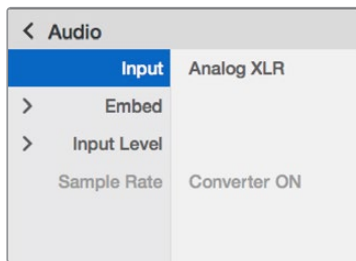 Audio
Input Analog XLR
Embed
Input Level
Sample Rate Converter ON